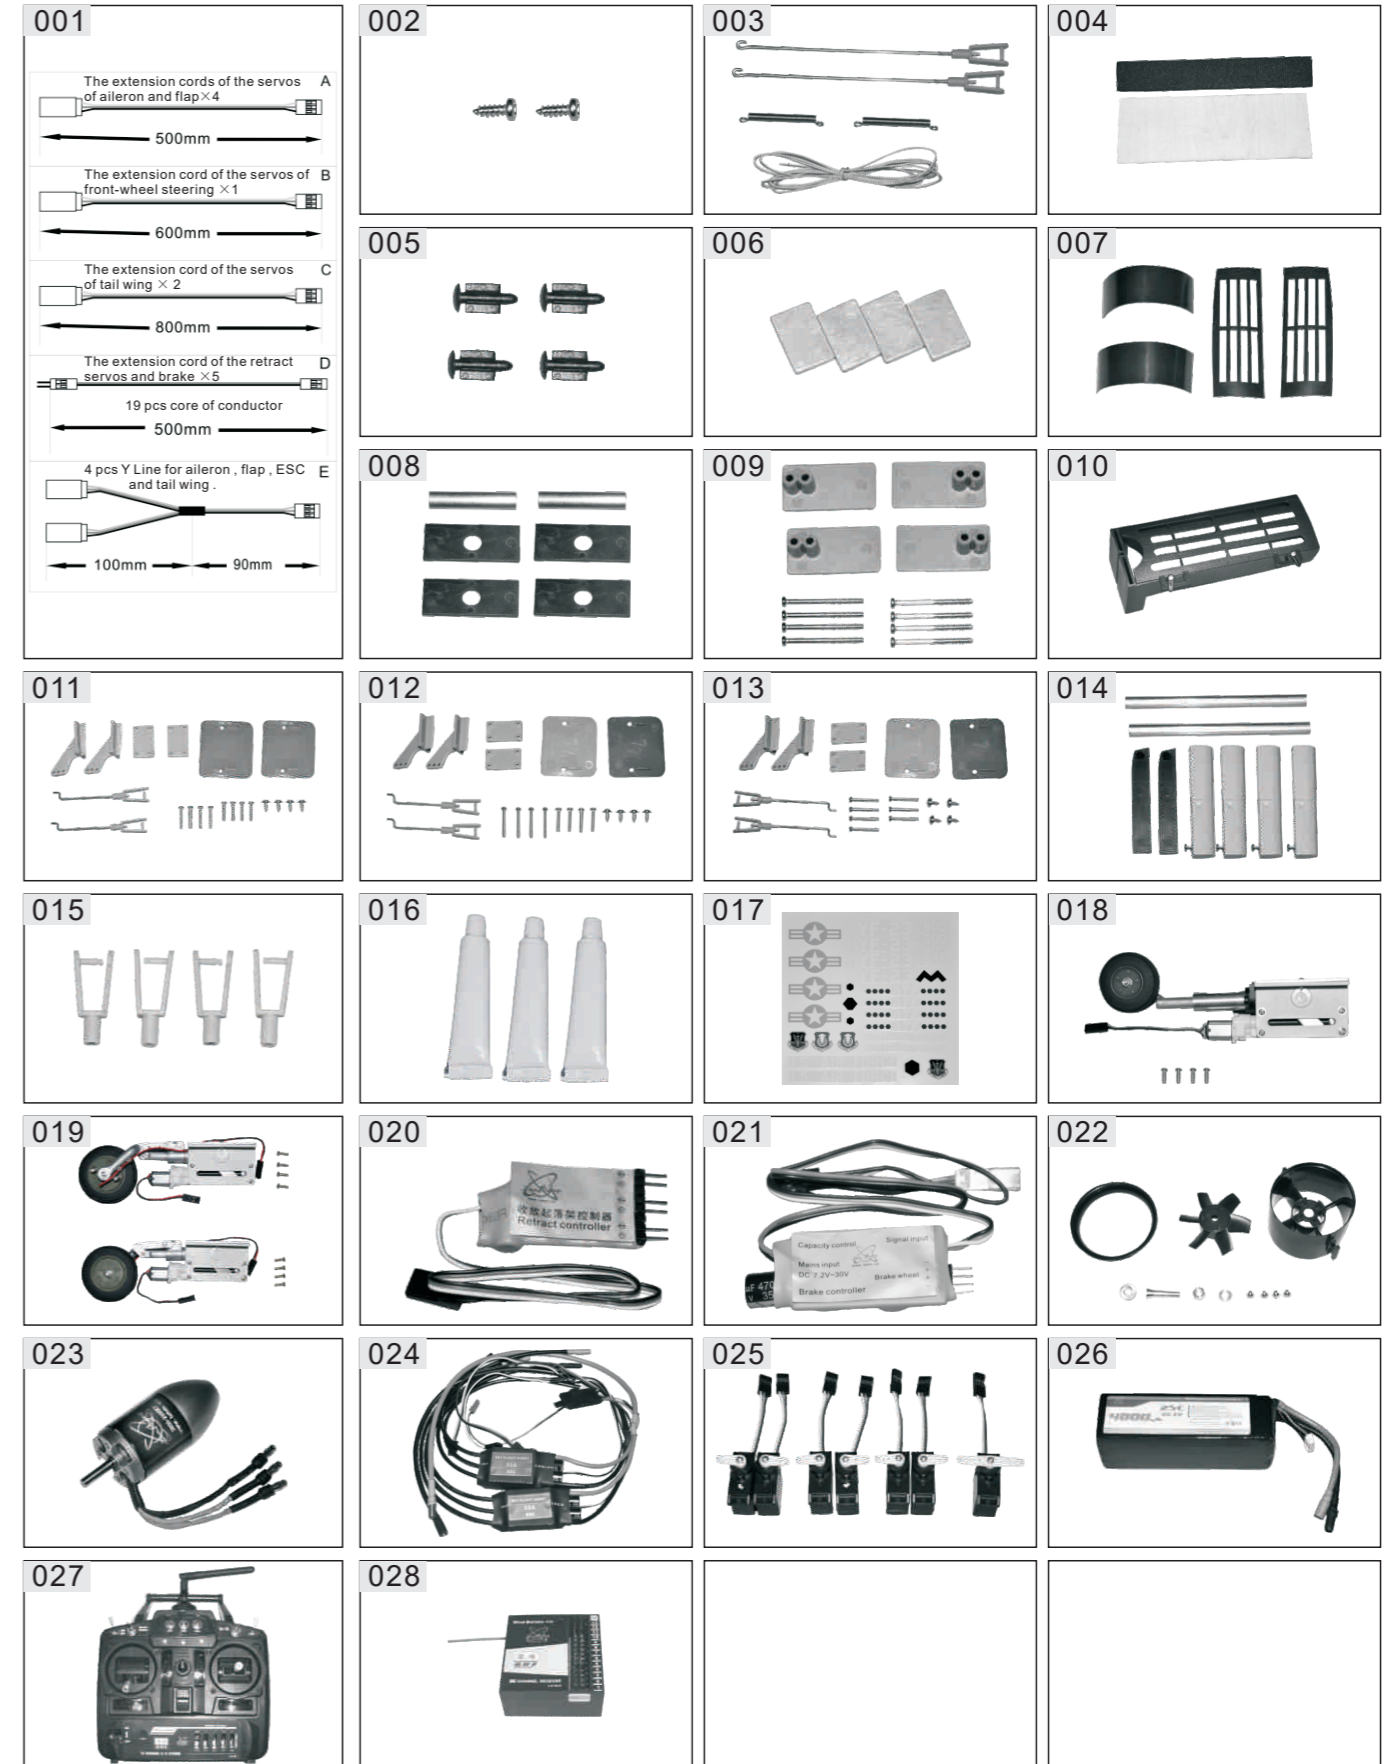 001
The extension cords of the servos A
of aileron and flap×4
500mm
The extension cord of the servos of B
front-wheel steering ×1
600mm
The extension cord of the servos C
of tail wing × 2
800mm
The extension cord of the retract D
servos and brake ×5
19 pcs core of conductor
500mm
4 pcs Y Line for aileron , flap , ESC E
and tail wing .
100mm 90mm
002
003
004
005
006
007
008
009
010
011
012
013
014
015
016
017
018
019
020
收放起落架控制器
Retract controller
021
Capacity control Signal input
Mains input
DC 7.2V~30V
Brake wheel
Brake controller
022
023
024
025
026
25C
4000
027
028